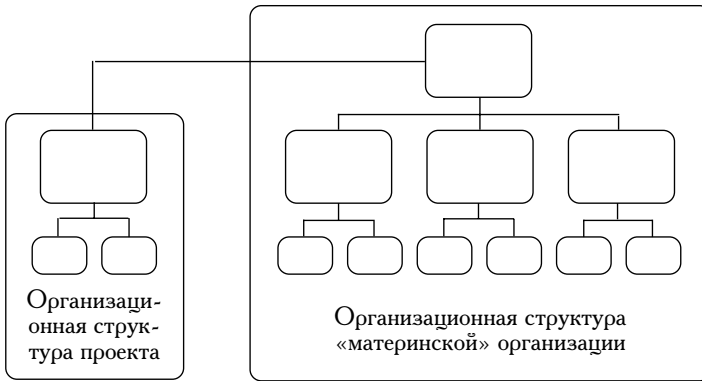 Организаци-
онная струк-
тура проекта
Организационная структура
«материнской» организации